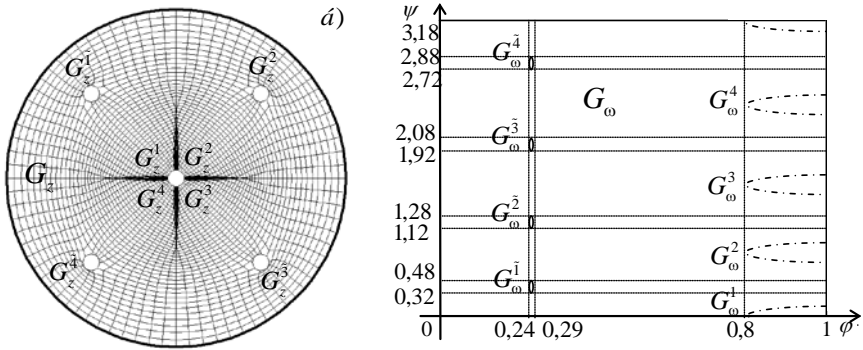 á)
G_z^{1̃}
G_z^{2̃}
G_z^1
G_z^2
G_z
G_z^4
G_z^3
G_z^{4̃}
G_z^{3̃}
ψ
3,18
2,88
2,72
2,08
1,92
1,28
1,12
0,48
0,32
0
G_ω^{4̃}
G_ω^{3̃}
G_ω^{2̃}
G_ω^{1̃}
G_ω
G_ω^4
G_ω^3
G_ω^2
G_ω^1
0,24
0,29
0,8
1
φ